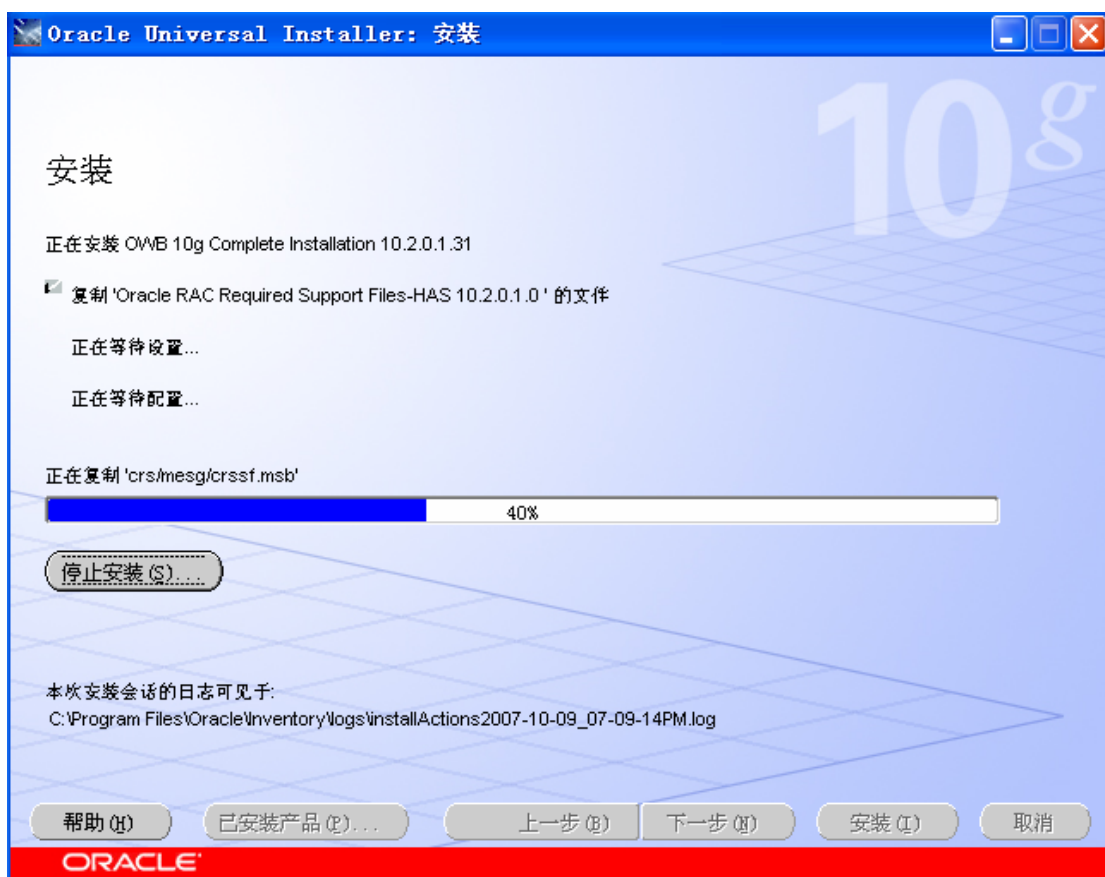 Oracle Universal Installer: 安装
10g
安装
正在安装 OWB 10g Complete Installation 10.2.0.1.31
复制 'Oracle RAC Required Support Files-HAS 10.2.0.1.0 ' 的文件
正在等待设置...
正在等待配置...
正在复制 'crs/mesg/crssf.msb'
40%
停止安装(S)...
本次安装会话的日志可见于:
C:\Program Files\Oracle\Inventory\logs\installActions2007-10-09_07-09-14PM.log
帮助(H) 已安装产品(P)... 上一步(B) 下一步(N) 安装(I) 取消
ORACLE